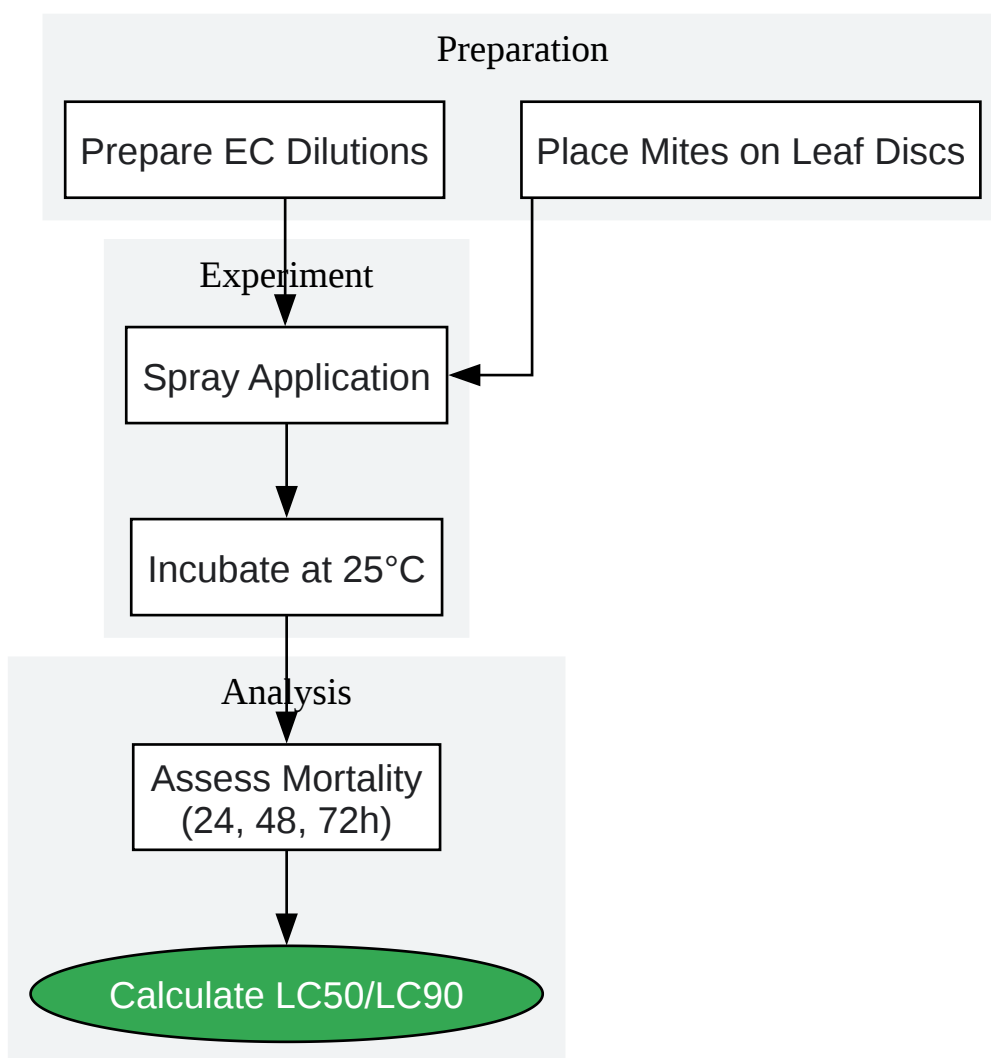 Preparation
Prepare EC Dilutions
Place Mites on Leaf Discs
Experiment
Spray Application
Incubate at 25°C
Analysis
Assess Mortality
(24, 48, 72h)
Calculate LC50/LC90